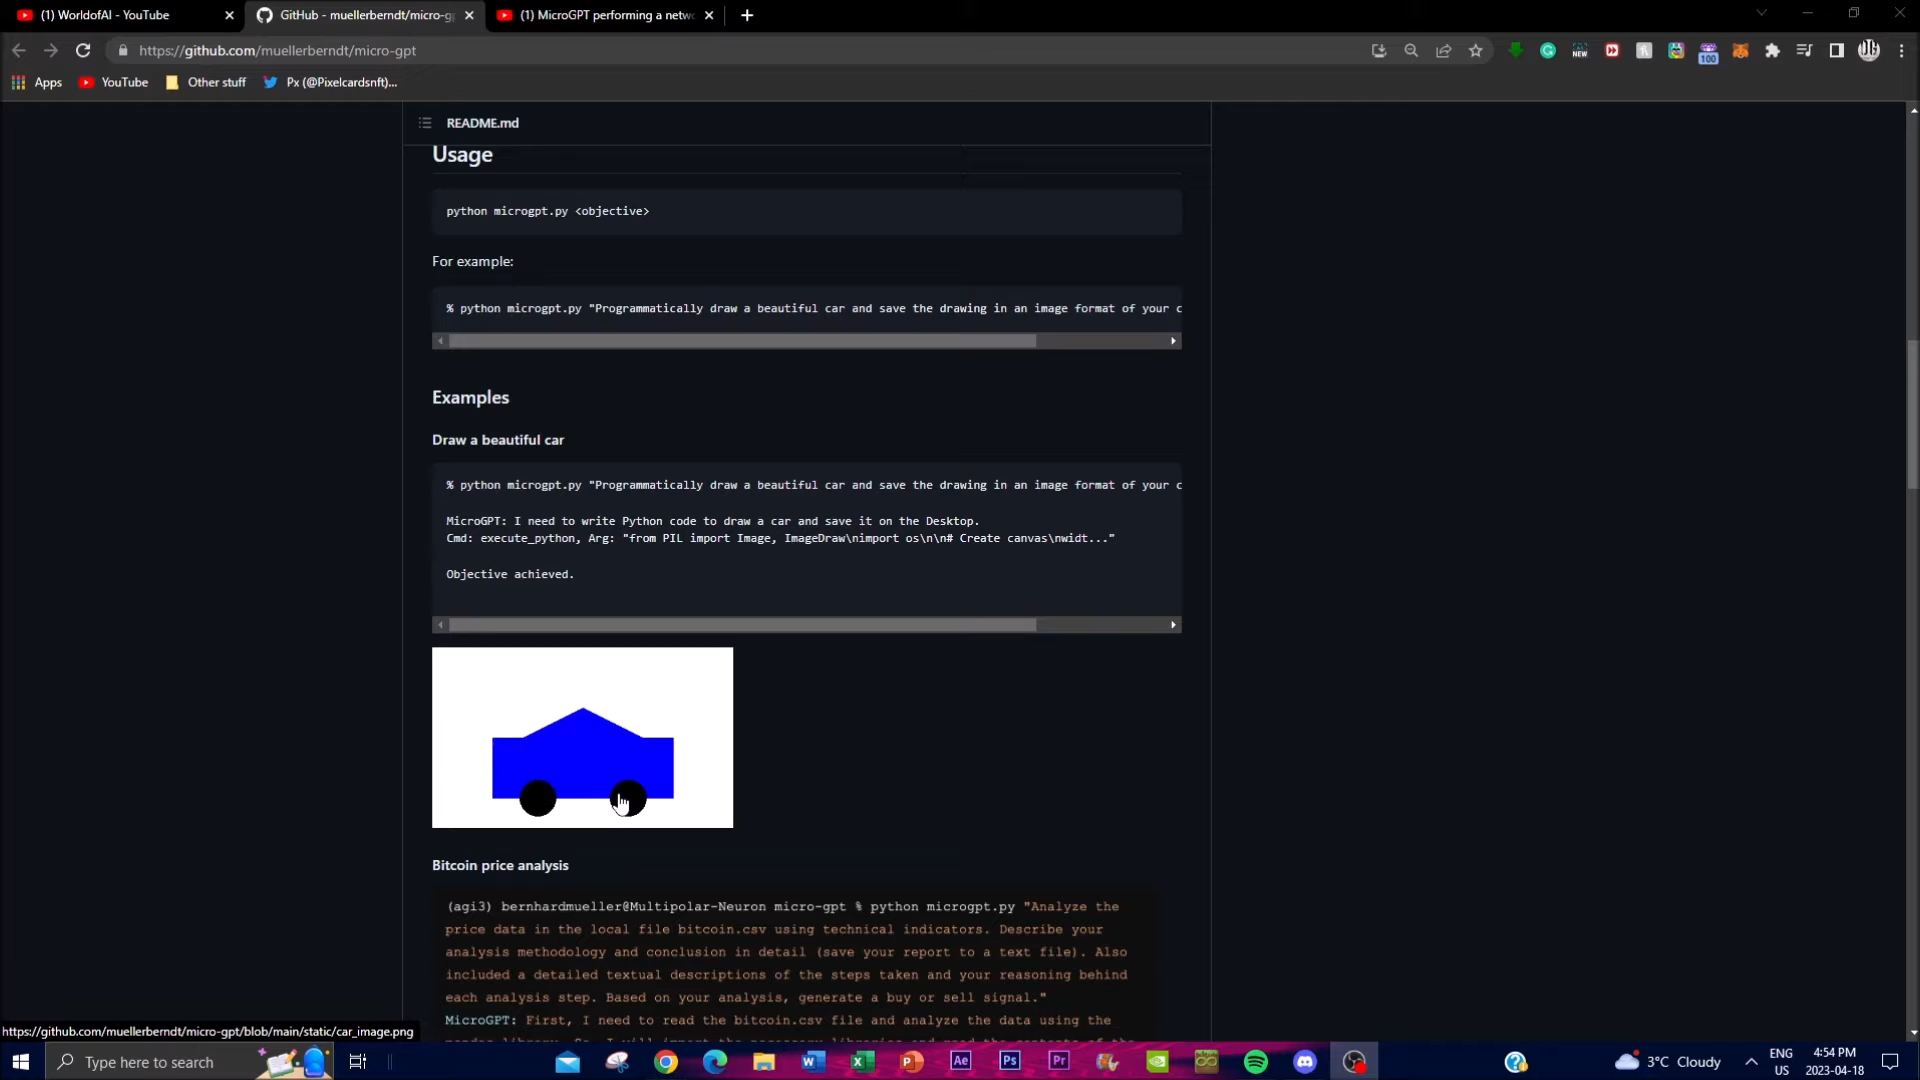 (1) WorldofAI - YouTube
GitHub - muellerberndt/micro-g
(1) MicroGPT performing a netw
https://github.com/muellerberndt/micro-gpt
NEW
100
Apps
YouTube
Other stuff
Px (@Pixelcardsnft)...
README.md
Usage
python microgpt.py <objective>
For example:
% python microgpt.py "Programmatically draw a beautiful car and save the drawing in an image format of your c
Examples
Draw a beautiful car
% python microgpt.py "Programmatically draw a beautiful car and save the drawing in an image format of your c
MicroGPT: I need to write Python code to draw a car and save it on the Desktop.
Cmd: execute_python, Arg: "from PIL import Image, ImageDraw\nimport os\n\n# Create canvas\nwidt..."
Objective achieved.
Bitcoin price analysis
(agi3) bernhardmueller@Multipolar-Neuron micro-gpt % python microgpt.py "Analyze the
price data in the local file bitcoin.csv using technical indicators. Describe your
analysis methodology and conclusion in detail (save your report to a text file). Also
included a detailed textual descriptions of the steps taken and your reasoning behind
each analysis step. Based on your analysis, generate a buy or sell signal."
MicroGPT: First, I need to read the bitcoin.csv file and analyze the data using the
https://github.com/muellerberndt/micro-gpt/blob/main/static/car_image.png
Type here to search
Ae
Ps
Pr
3°C Cloudy
ENG
US
4:54 PM
2023-04-18